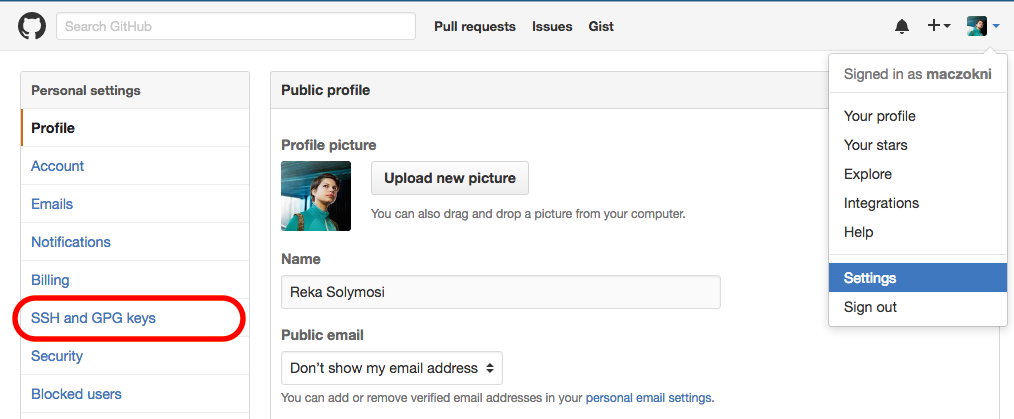 Search GitHub
Pull requests Issues Gist
Signed in as maczokni
Your profile
Your stars
Explore
Integrations
Help
Settings
Sign out
Personal settings
Profile
Account
Emails
Notifications
Billing
SSH and GPG keys
Security
Blocked users
Public profile
Profile picture
Upload new picture
You can also drag and drop a picture from your computer.
Name
Reka Solymosi
Public email
Don't show my email address
You can add or remove verified email addresses in your personal email settings.